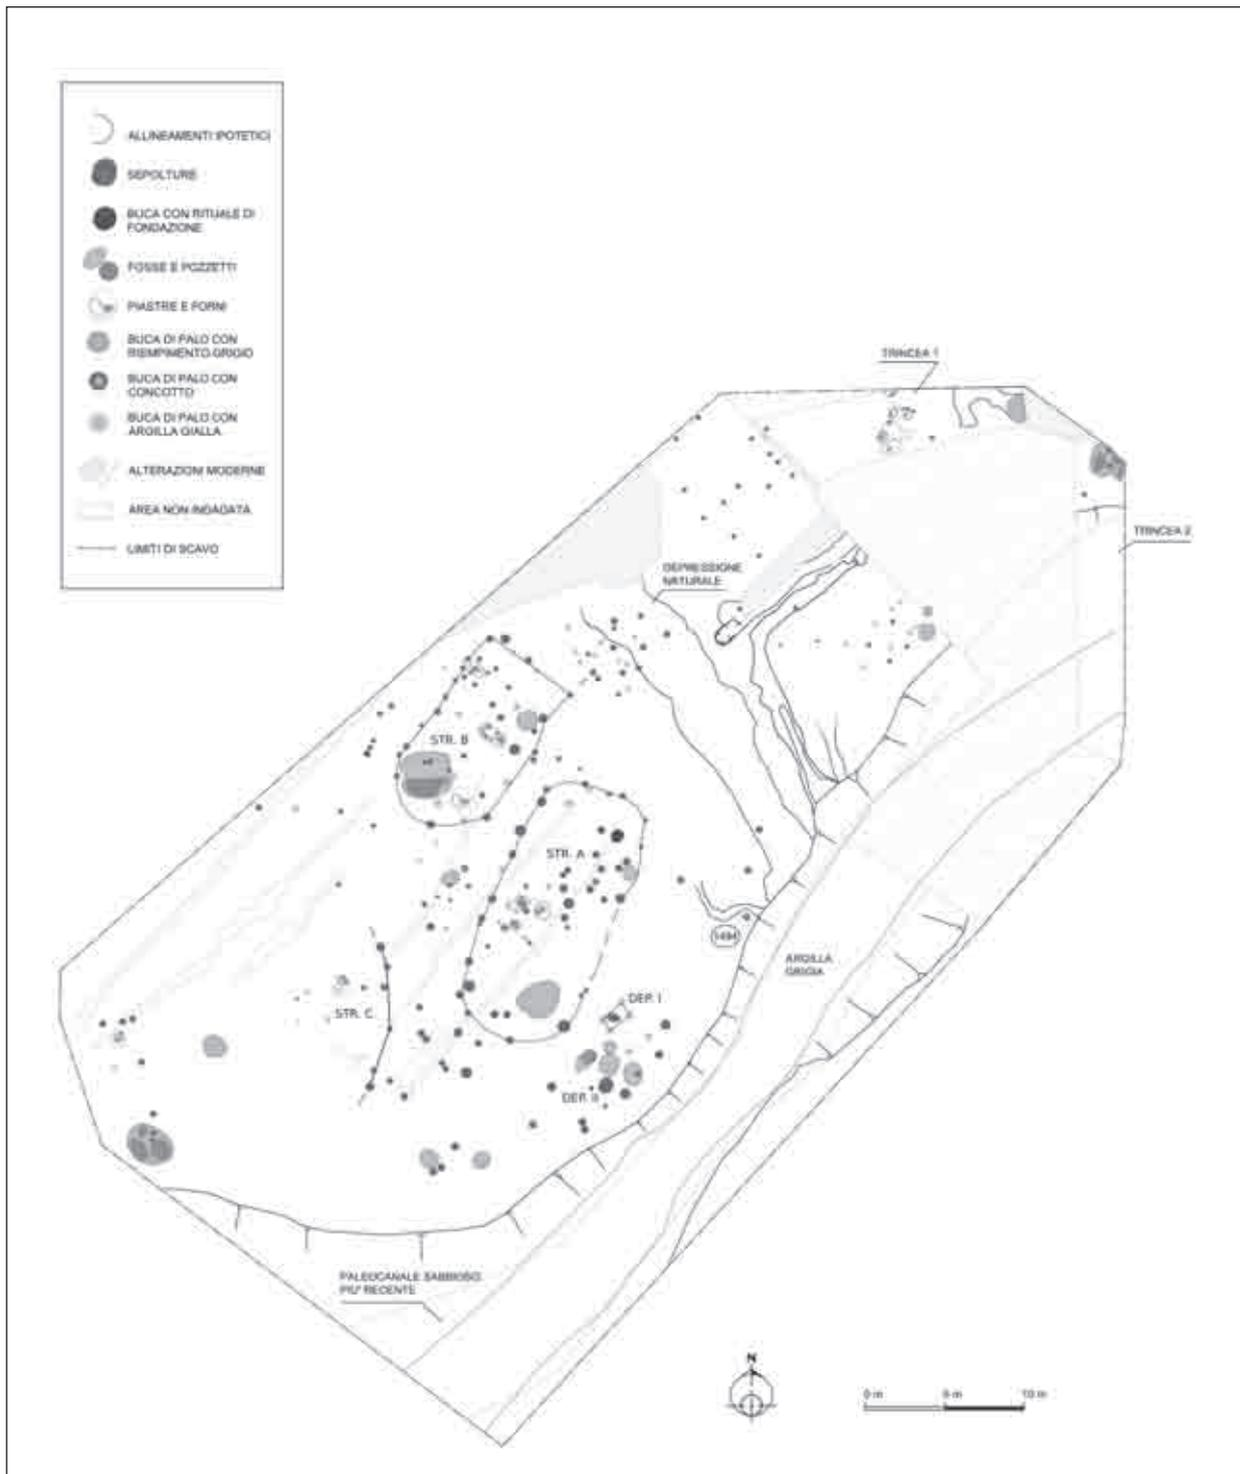 ALLINEAMENTI IPOTETICI
SEPOLTURE
BUCA CON RITUALE DI
FONDAZIONE
FOSSE E POZZETTI
PIASTRE E FORNI
BUCA DI PALO CON
RIEMPIMENTO GRIGIO
BUCA DI PALO CON
CONCOTTO
BUCA DI PALO CON
ARGILLA GIALLA
ALTERAZIONI MODERNE
AREA NON INDAGATA
LIMITI DI SCAVO
TRINCEA 1
TRINCEA 2
DEPRESSIONE
NATURALE
STR. B
STR. A
1494
ARGILLA
GRIGIA
STR. C
DEP. I
DEP. II
PALEOCANALE SABBIOSO
PIU' RECENTE
N
0 m
10 m